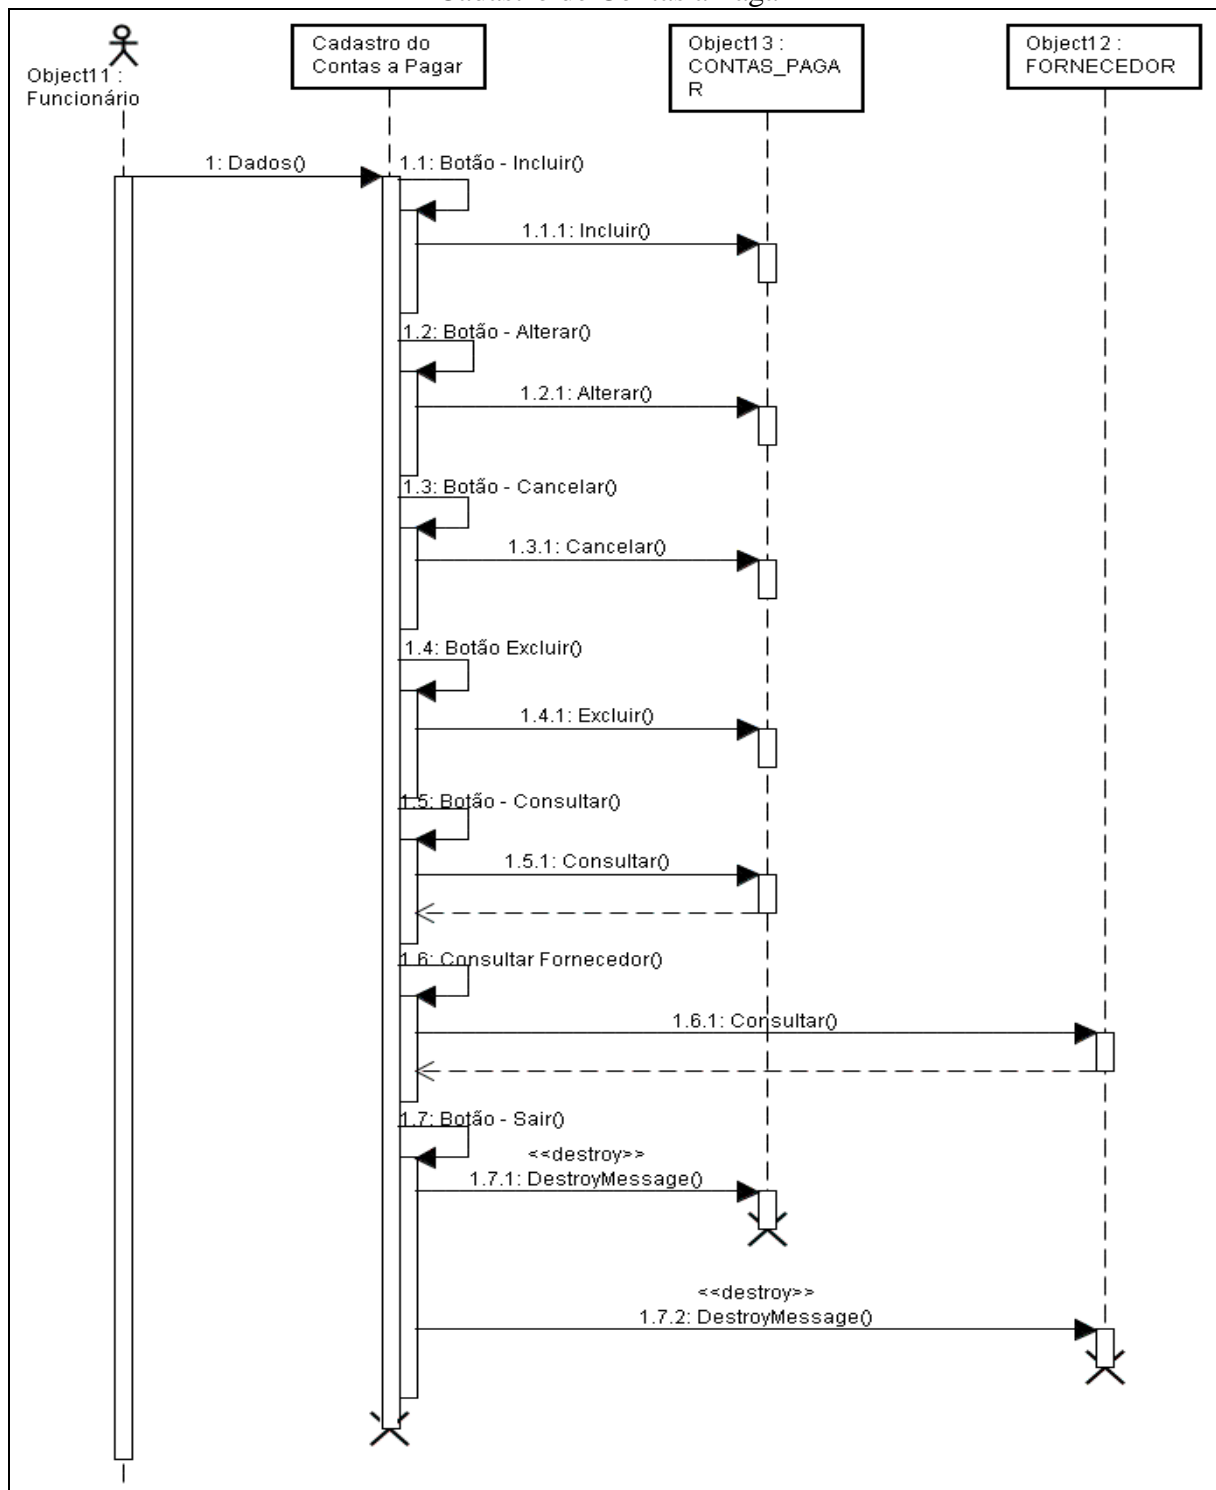 Object11 :
Funcionário
Cadastro do
Contas a Pagar
Object13 :
CONTAS_PAGA
R
Object12 :
FORNECEDOR
1: Dados()
1.1: Botão - Incluir()
1.1.1: Incluir()
1.2: Botão - Alterar()
1.2.1: Alterar()
1.3: Botão - Cancelar()
1.3.1: Cancelar()
1.4: Botão Excluir()
1.4.1: Excluir()
1.5: Botão - Consultar()
1.5.1: Consultar()
1.6: Consultar Fornecedor()
1.6.1: Consultar()
1.7: Botão - Sair()
<<destroy>>
1.7.1: DestroyMessage()
<<destroy>>
1.7.2: DestroyMessage()